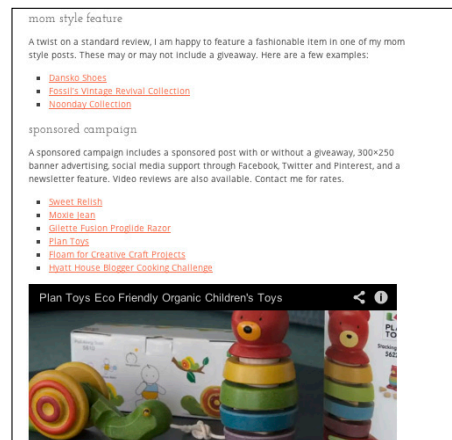 mom style feature
A twist on a standard review, I am happy to feature a fashionable item in one of my mom
style posts. These may or may not include a giveaway. Here are a few examples:
Dansko Shoes
Fossil's Vintage Revival Collection
Noonday Collection
sponsored campaign
A sponsored campaign includes a sponsored post with or without a giveaway, 300×250
banner advertising, social media support through Facebook, Twitter and Pinterest, and a
newsletter feature. Video reviews are also available. Contact me for rates.
Sweet Relish
Moxie Jean
Gilette Fusion Proglide Razor
Plan Toys
Floam for Creative Craft Projects
Hyatt House Blogger Cooking Challenge
Plan Toys Eco Friendly Organic Children's Toys